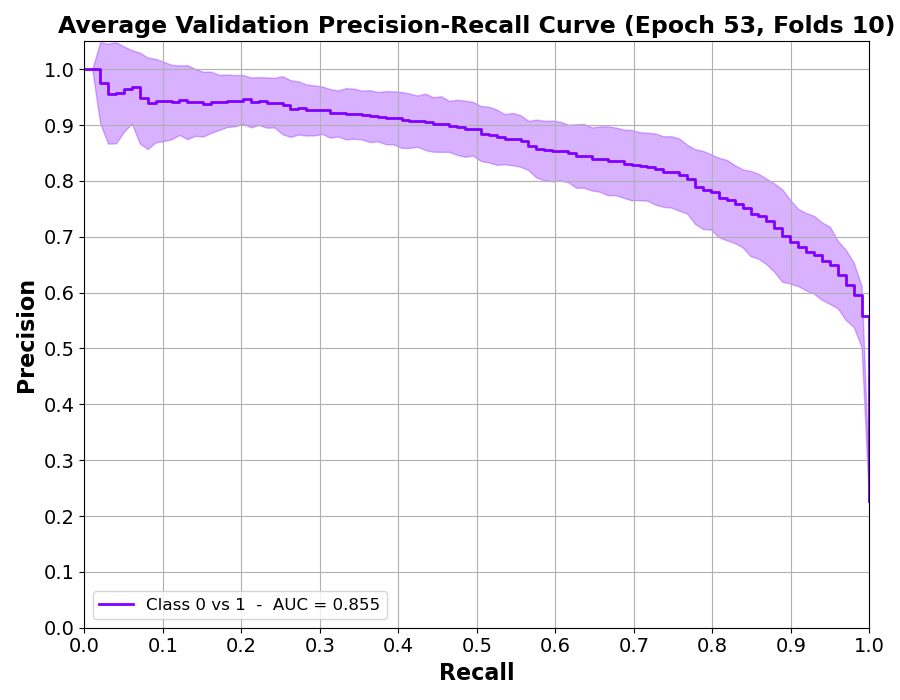 Average Validation Precision-Recall Curve (Epoch 53, Folds 10)
1.0
0.9
0.8
0.7
0.6
0.5
0.4
0.3
0.2
0.1
0.0
Precision
Class 0 vs 1 - AUC = 0.855
0.0 0.1 0.2 0.3 0.4 0.5 0.6 0.7 0.8 0.9 1.0
Recall